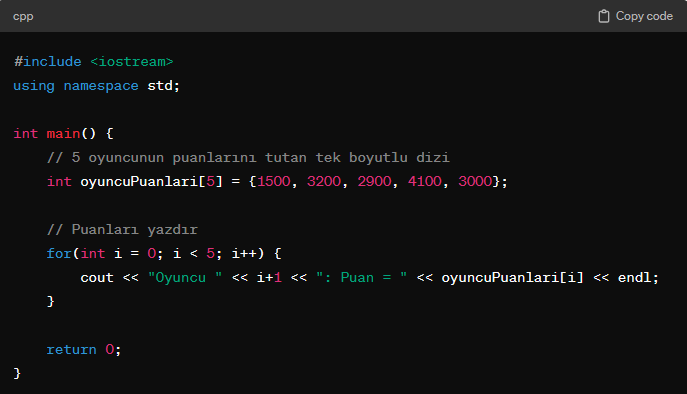 cpp
Copy code
#include <iostream>
using namespace std;
int main() {
// 5 oyuncunun puanlarını tutan tek boyutlu dizi
int oyuncuPuanlari[5] = {1500, 3200, 2900, 4100, 3000};
// Puanları yazdır
for(int i = 0; i < 5; i++) {
cout << "Oyuncu " << i+1 << ": Puan = " << oyuncuPuanlari[i] << endl;
}
return 0;
}